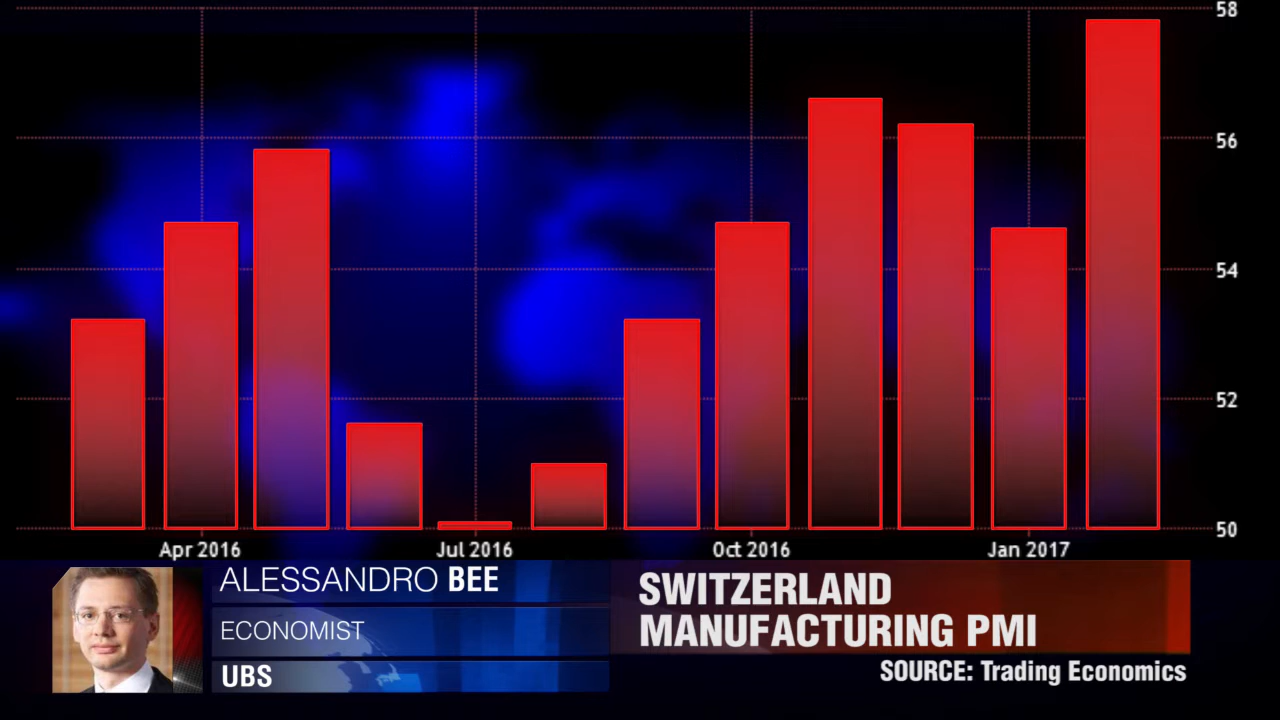 58
56
54
52
50
Apr 2016 Jul 2016 Oct 2016 Jan 2017
ALESSANDRO BEE
ECONOMIST
UBS
SWITZERLAND
MANUFACTURING PMI
SOURCE: Trading Economics